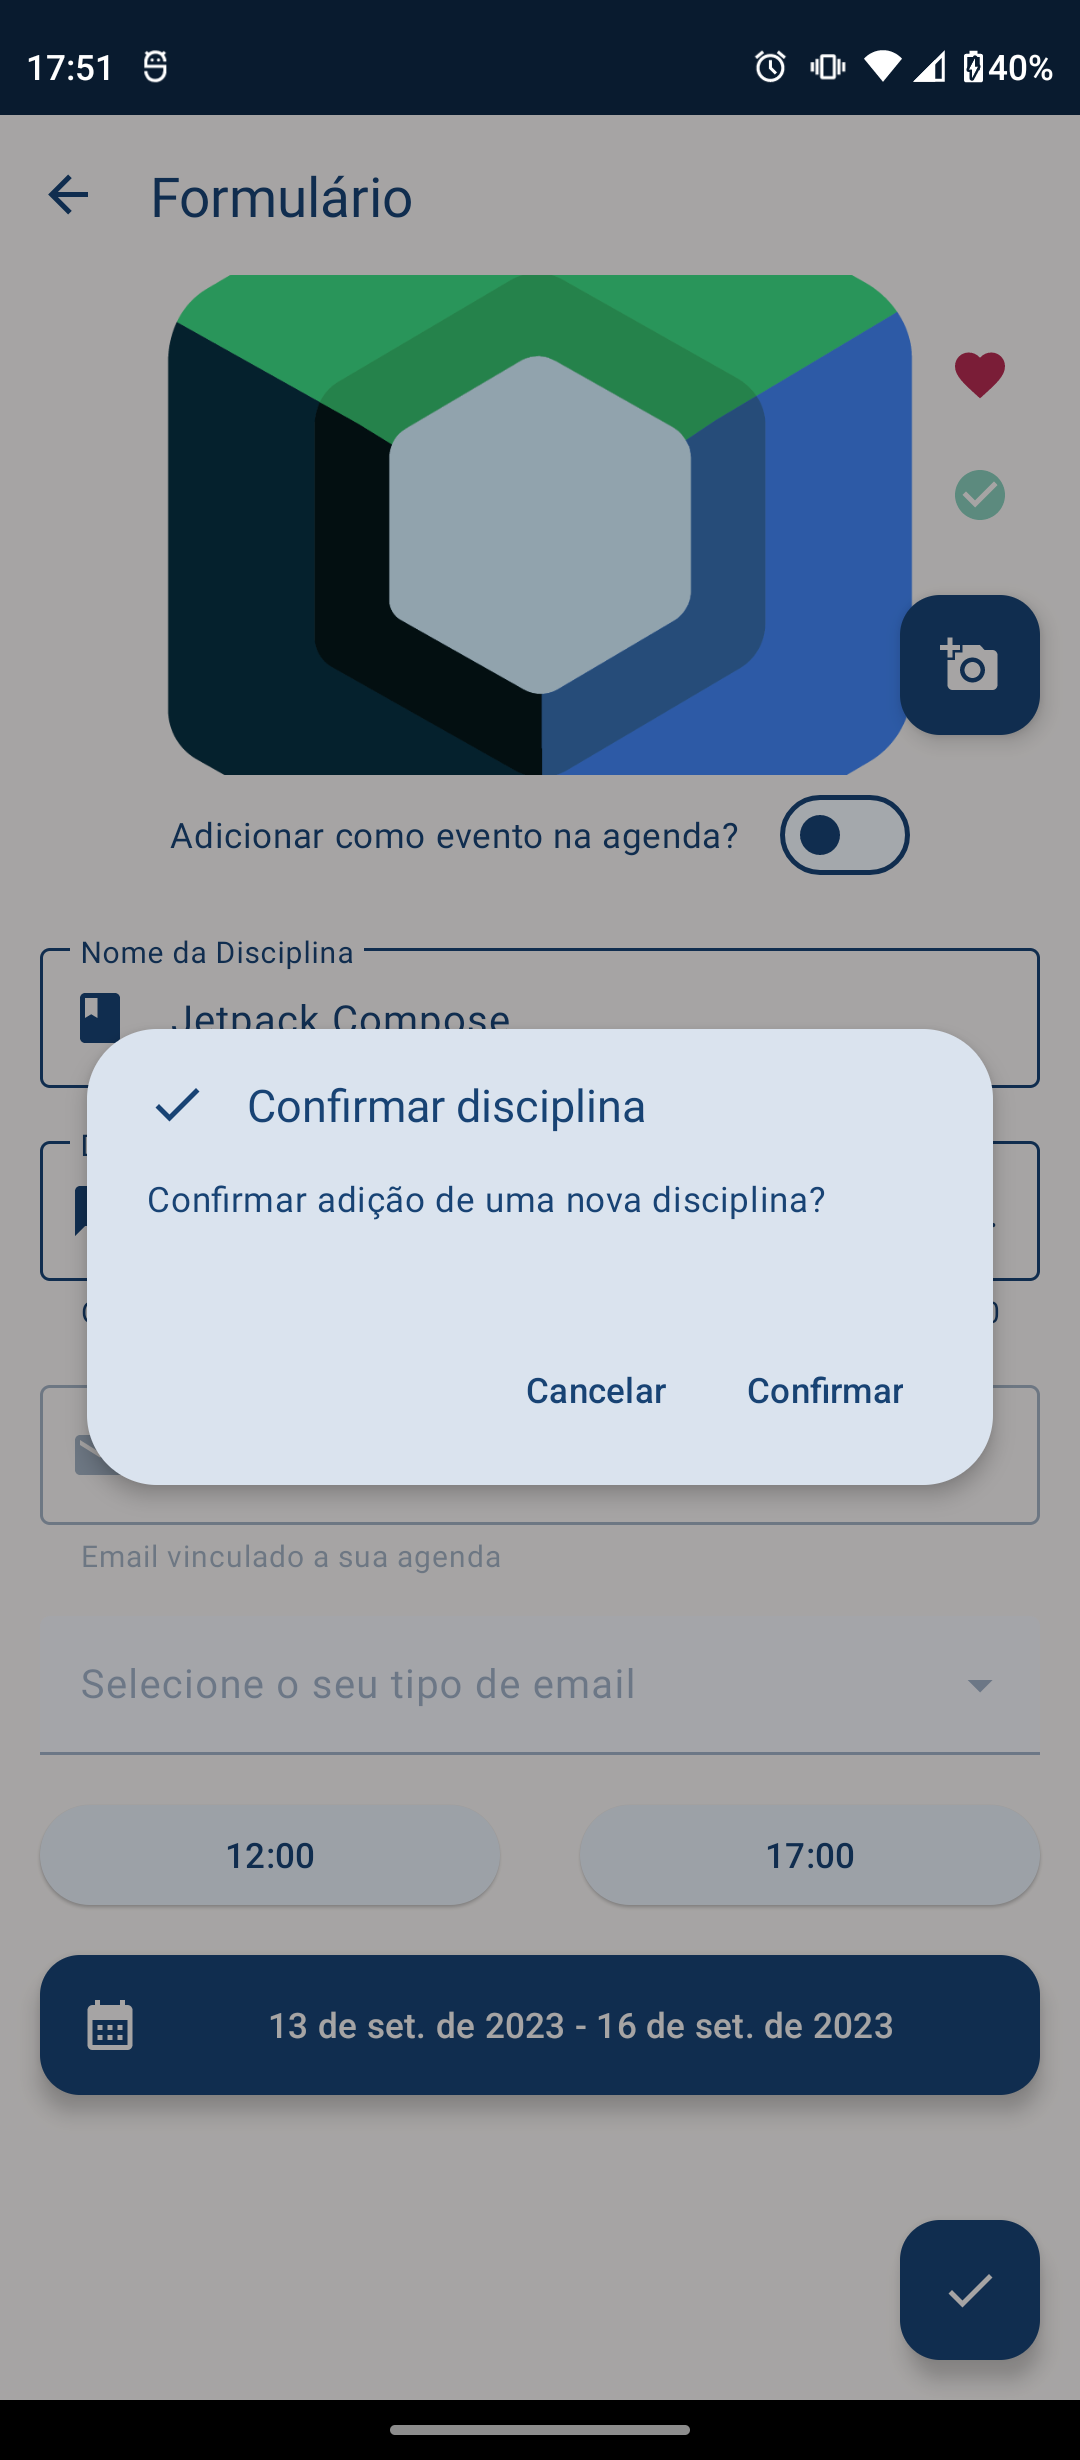 17:51
40%
Formulário
Adicionar como evento na agenda?
Nome da Disciplina
Jetpack Compose
Confirmar disciplina
Confirmar adição de uma nova disciplina?
Cancelar
Confirmar
Email vinculado a sua agenda
Selecione o seu tipo de email
12:00
17:00
13 de set. de 2023 - 16 de set. de 2023